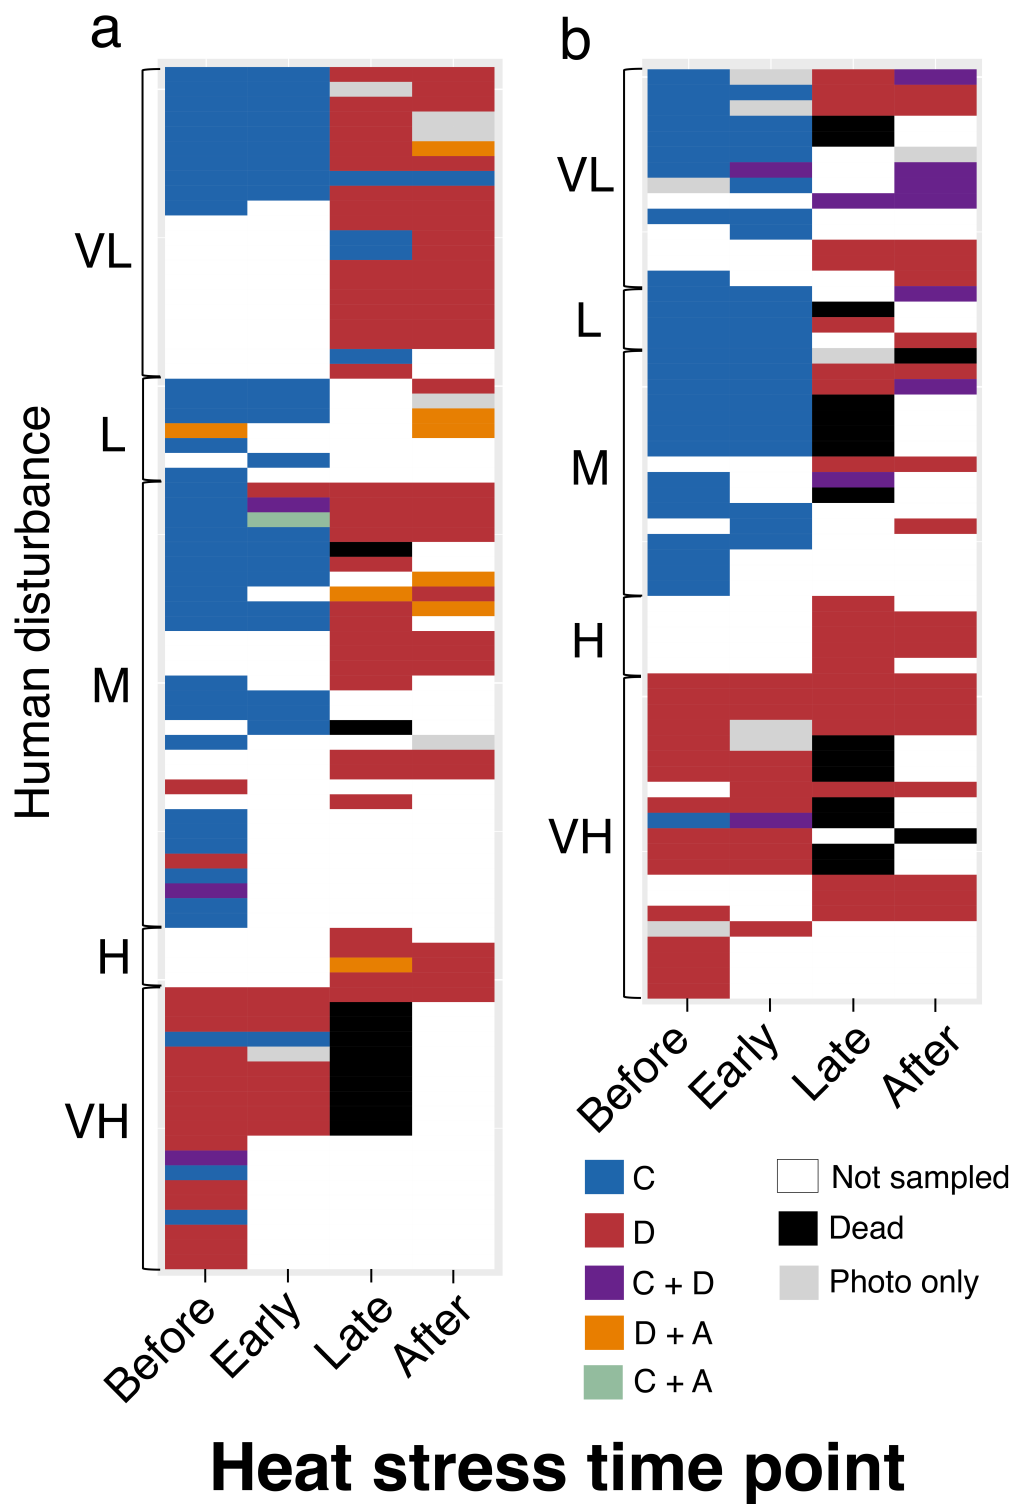 a
b
Human disturbance
VL
L
M
H
VH
VL
L
M
H
VH
Before
Early
Late
After
Before
Early
Late
After
C
D
C + D
D + A
C + A
Not sampled
Dead
Photo only
Heat stress time point